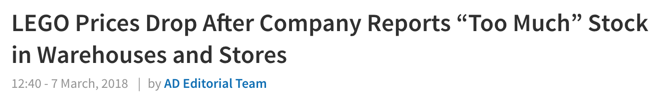 LEGO Prices Drop After Company Reports “Too Much” Stock
in Warehouses and Stores
12:40 - 7 March, 2018 | by AD Editorial Team